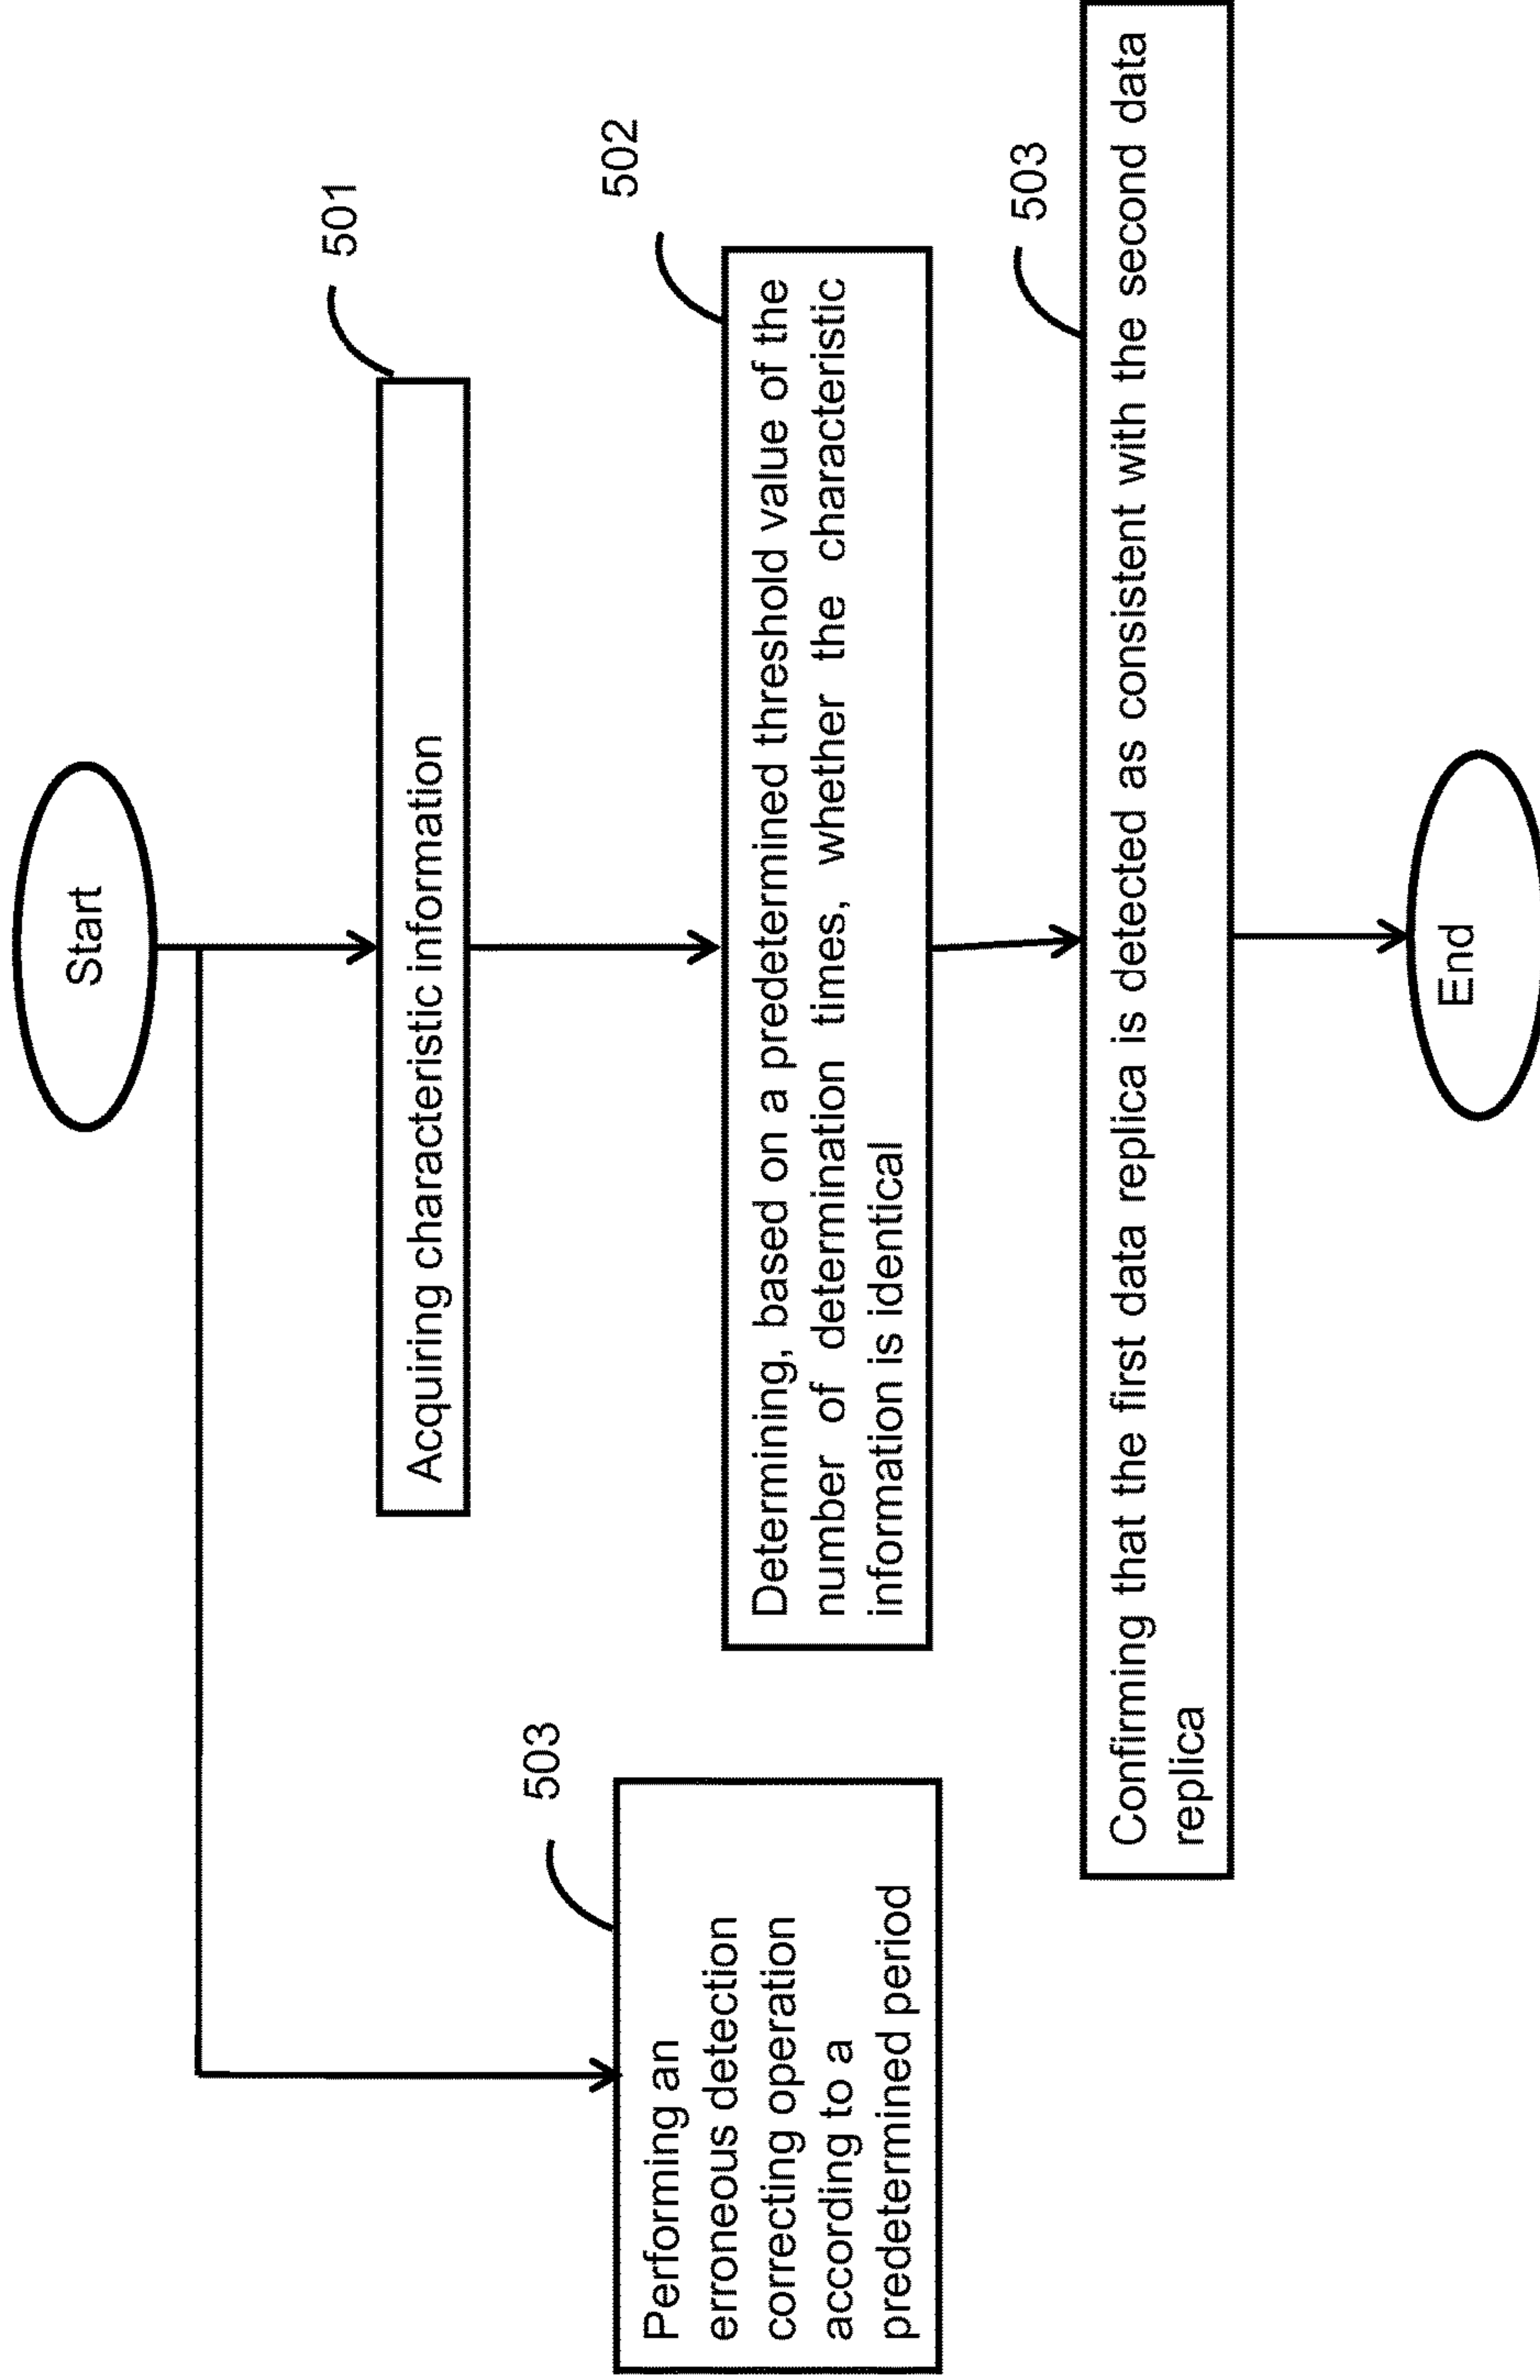 Start
501
Acquiring characteristic information
502
Determining, based on a predetermined threshold value of the
number of determination times, whether the characteristic
information is identical
503
Performing an
erroneous detection
correcting operation
according to a
predetermined period
503
Confirming that the first data replica is detected as consistent with the second data
replica
End